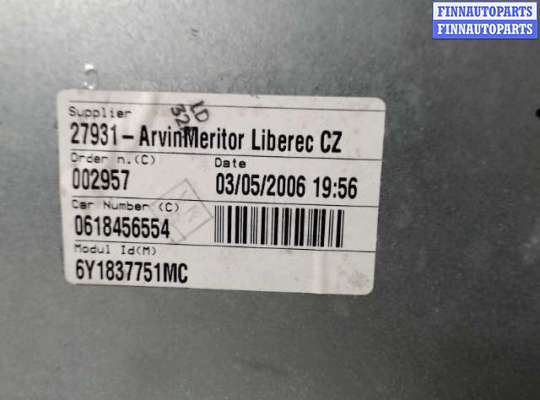 FINNAUTOPARTS
FINNAUTOPARTS
FINNAUTOPARTS
Supplier
27931-ArvinMeritor Liberec CZ
Order n.(C)
Date
002957
03/05/2006 19:56
Car Number (C)
0618456554
Modul Id(M)
6Y1837751MC